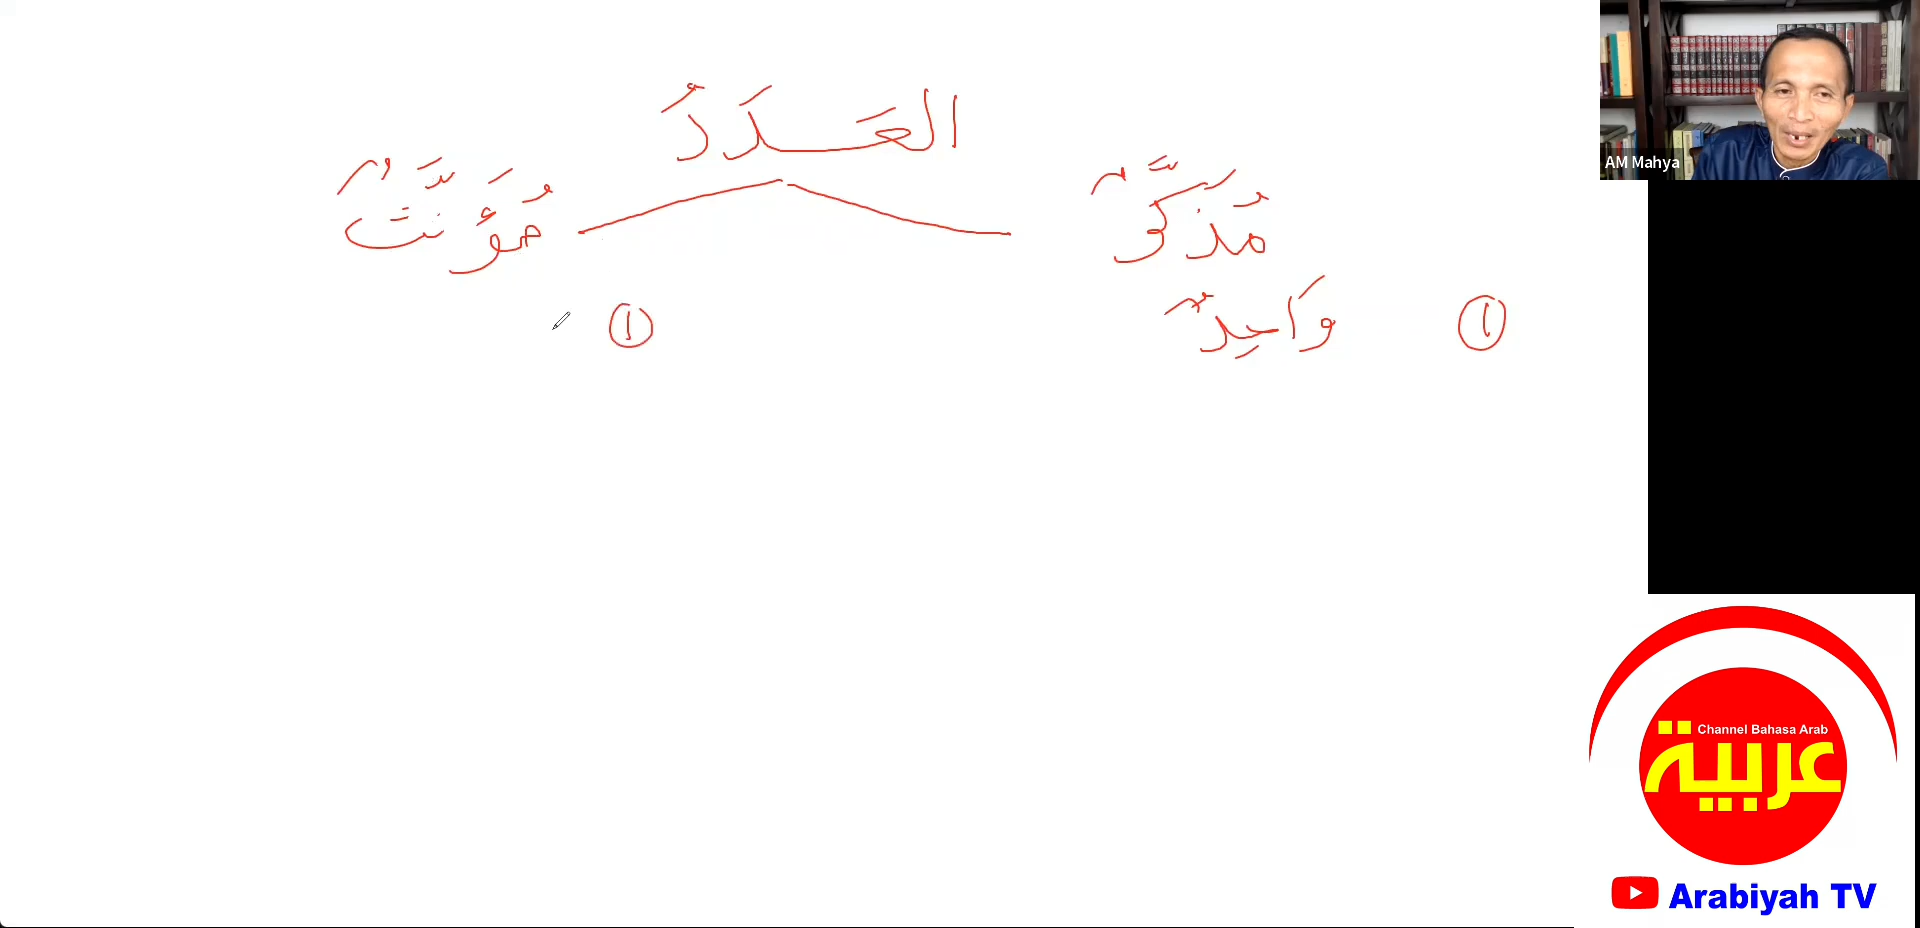 العَدَدُ
مُذَكَّرٌ
مُؤَنَّثٌ
١ وَاحِدٌ
١
AM Mahya
Channel Bahasa Arab
عربية
Arabiyah TV